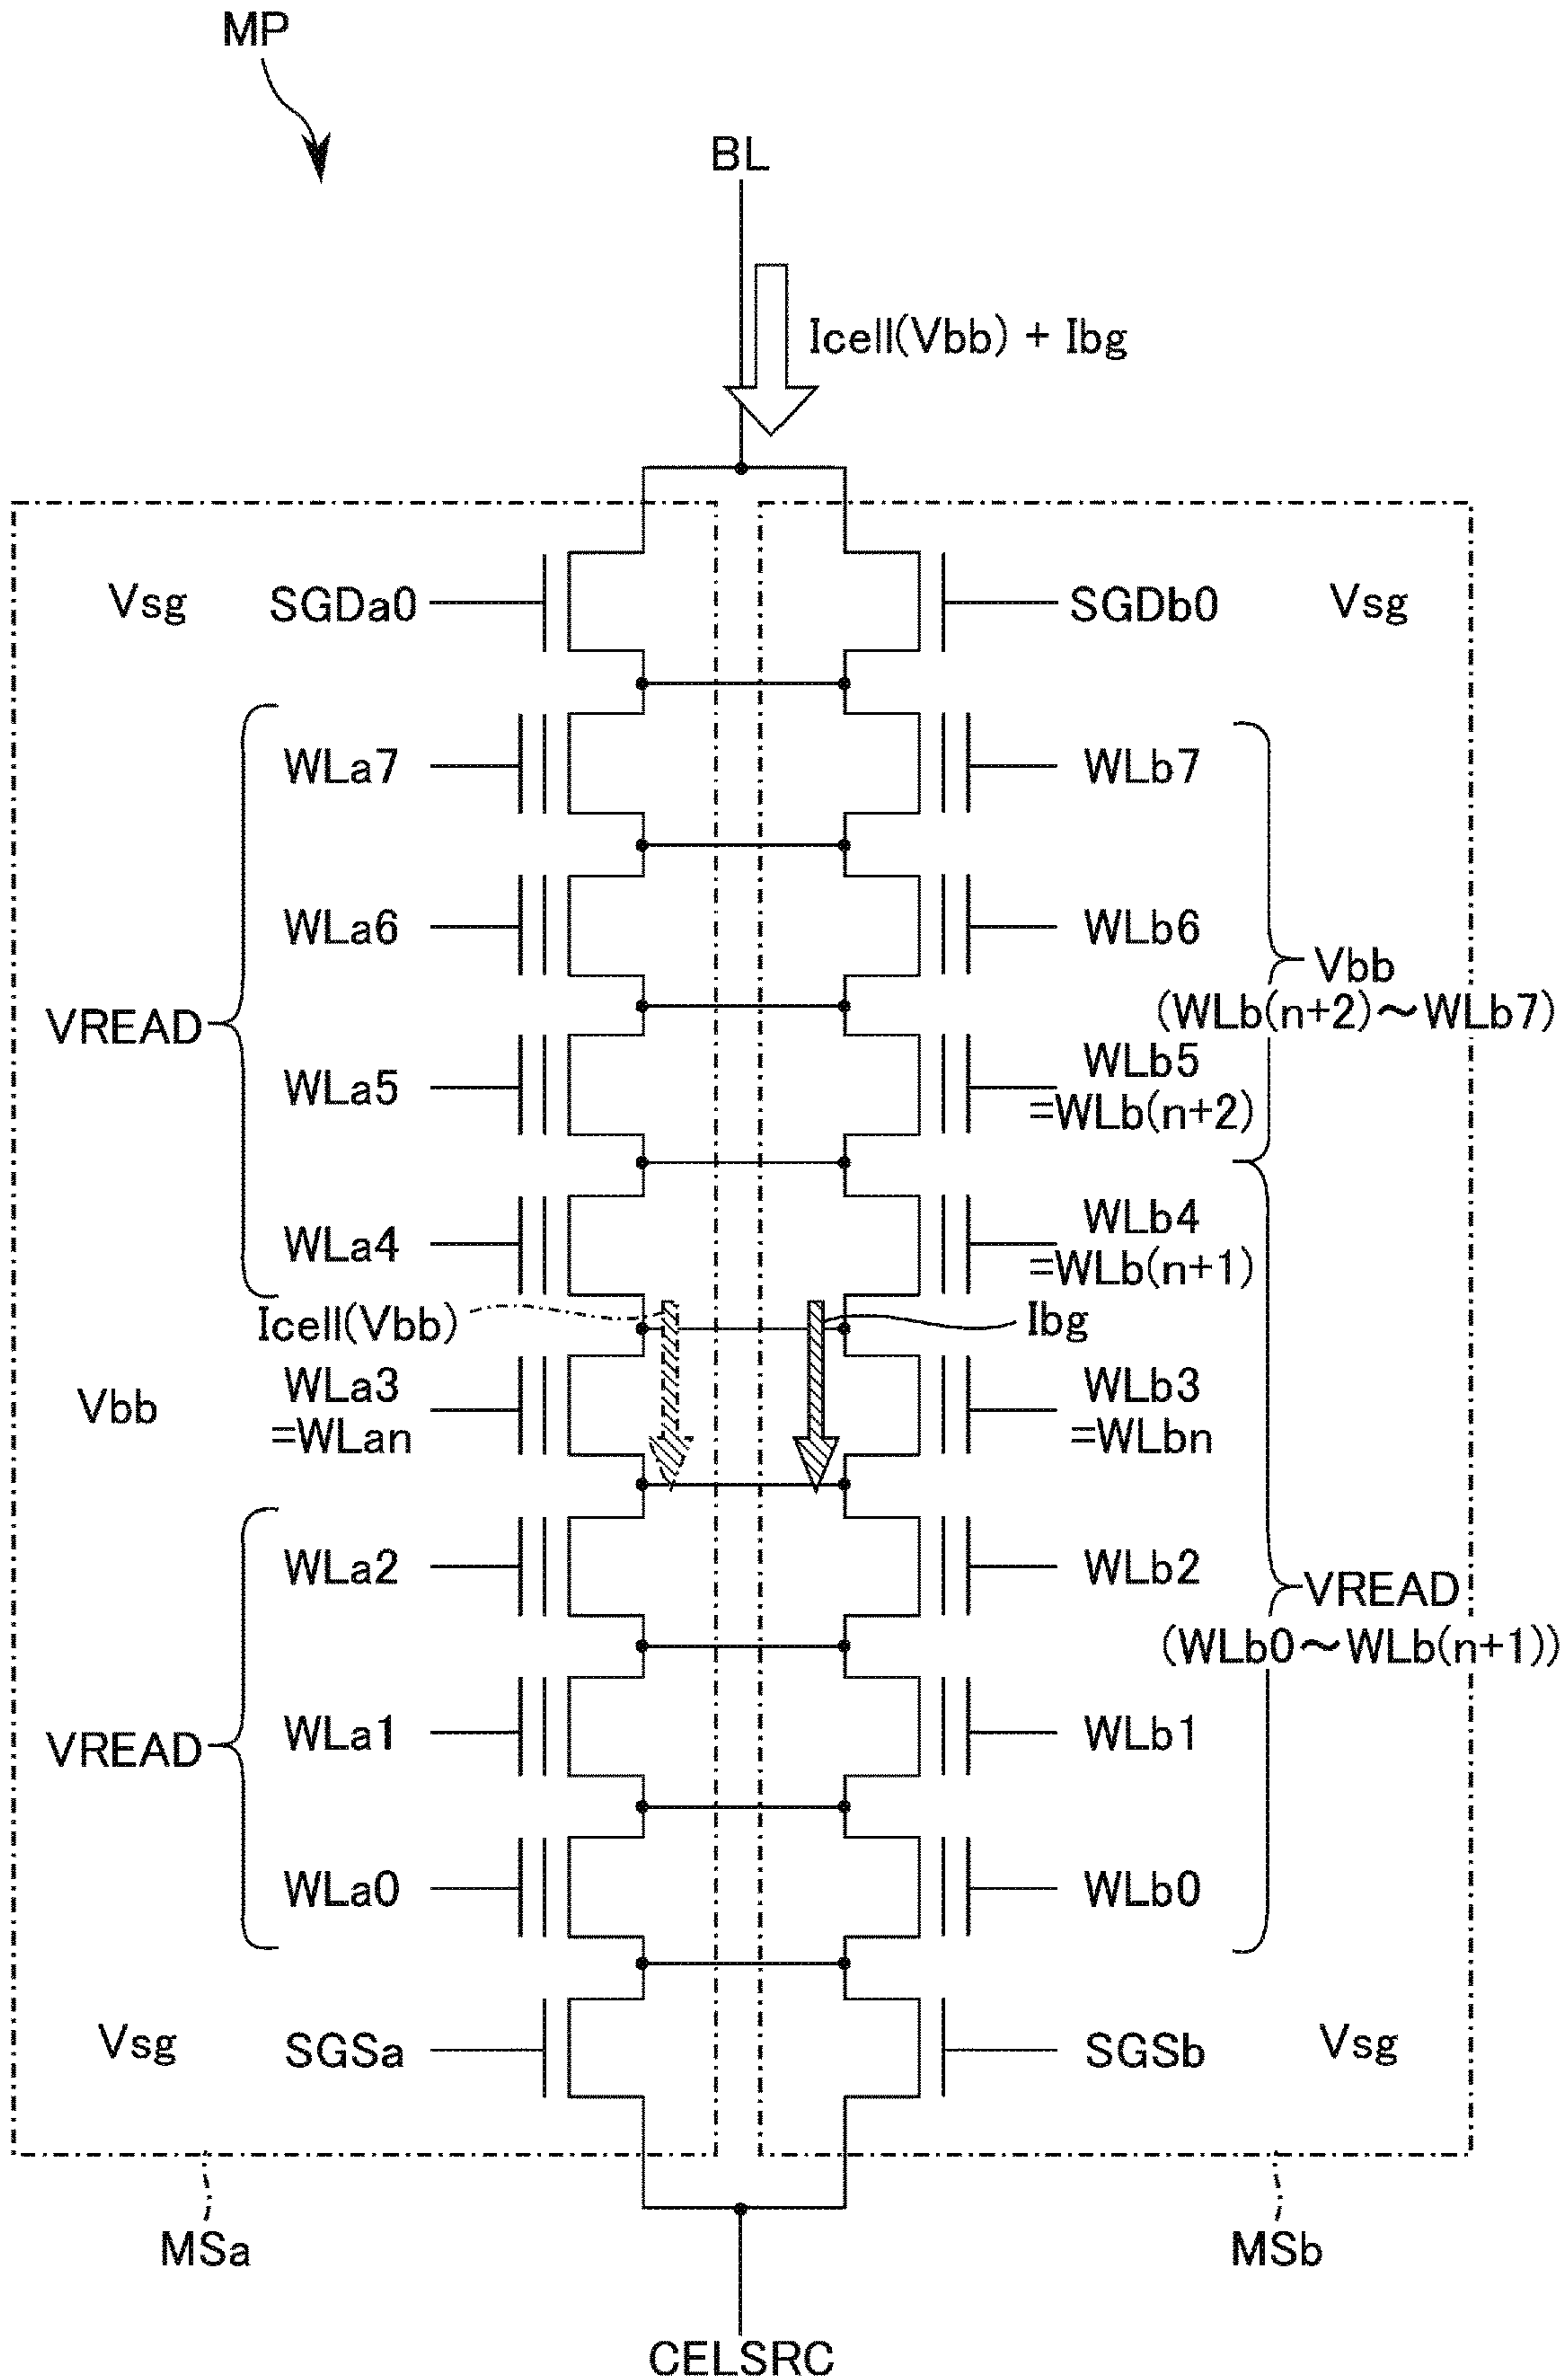 MP
BL
Icell(Vbb) + Ibg
Vsg
SGDa0
SGDb0
Vsg
WLa7
WLb7
WLa6
WLb6
Vbb
(WLb(n+2)～WLb7)
VREAD
WLa5
WLb5
=WLb(n+2)
WLa4
WLb4
=WLb(n+1)
Icell(Vbb)
Ibg
Vbb
WLa3
=WLan
WLb3
=WLbn
WLa2
WLb2
VREAD
(WLb0～WLb(n+1))
VREAD
WLa1
WLb1
WLa0
WLb0
Vsg
SGSa
SGSb
Vsg
MSa
MSb
CELSRC